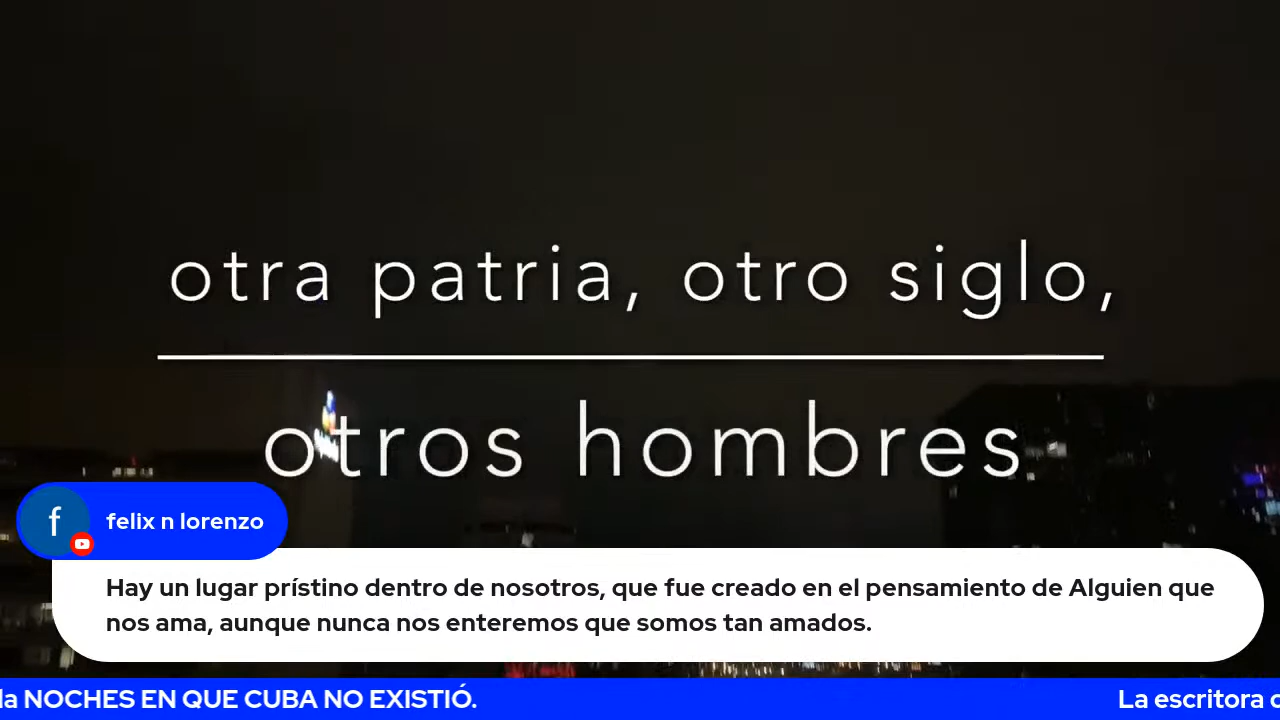 otra patria, otro siglo,
otros hombres
f
felix n lorenzo
Hay un lugar prístino dentro de nosotros, que fue creado en el pensamiento de Alguien que
nos ama, aunque nunca nos enteremos que somos tan amados.
la NOCHES EN QUE CUBA NO EXISTIÓ. La escritora